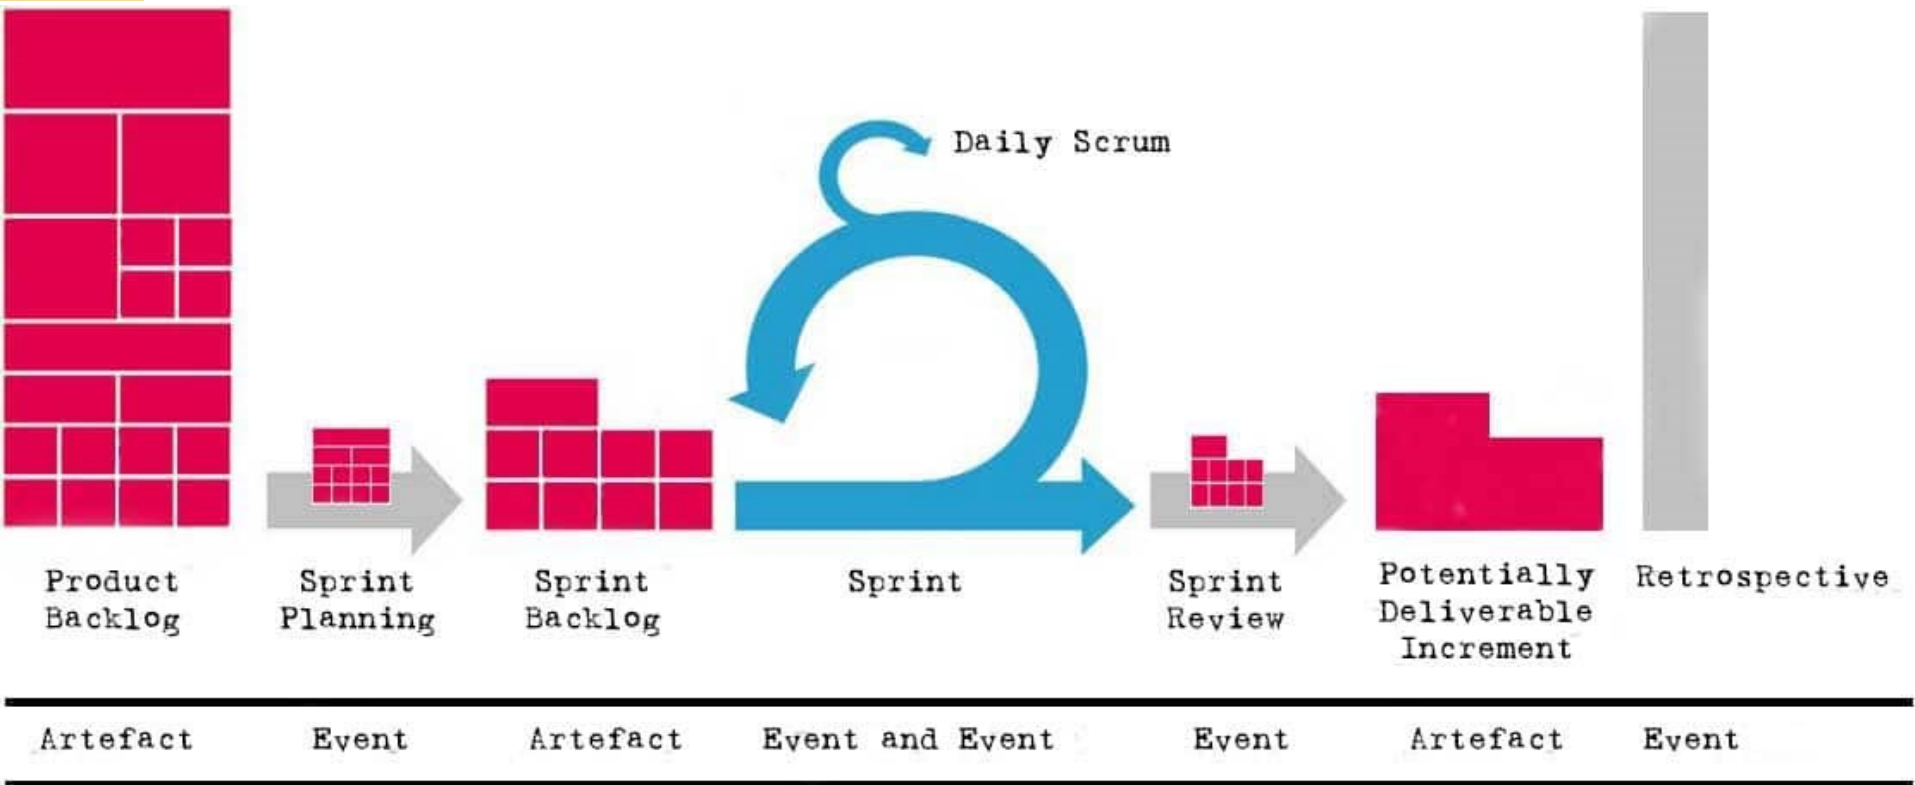 Daily Scrum
Product
Backlog
Sprint
Planning
Sprint
Backlog
Sprint
Sprint
Review
Potentially
Deliverable
Increment
Retrospective
Artefact
Event
Artefact
Event and Event
Event
Artefact
Event